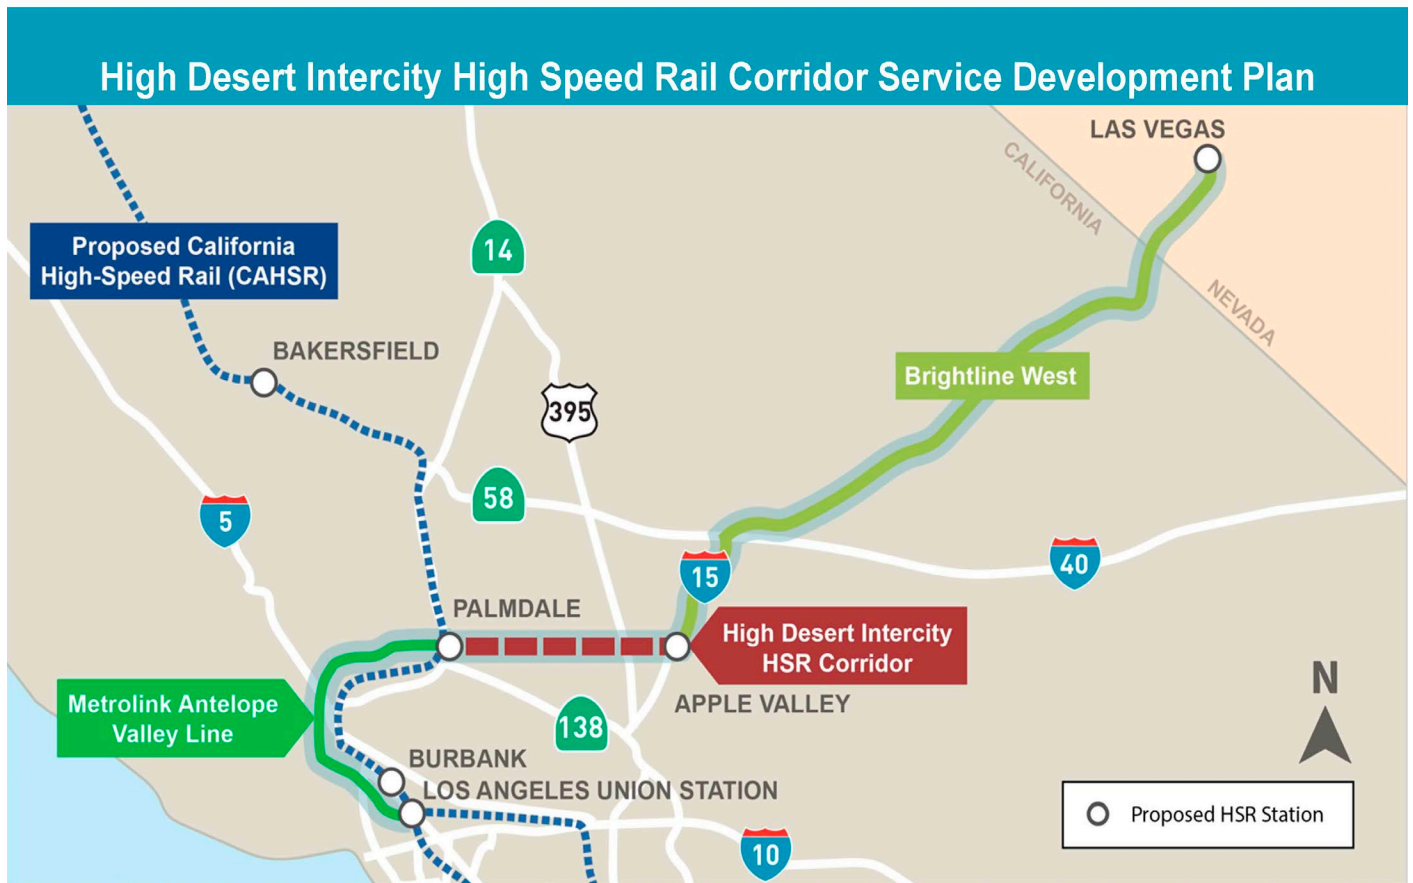 High Desert Intercity High Speed Rail Corridor Service Development Plan
LAS VEGAS
CALIFORNIA
NEVADA
Proposed California
High-Speed Rail (CAHSR)
14
BAKERSFIELD
Brightline West
395
58
5
40
15
PALMDALE
High Desert Intercity
HSR Corridor
Metrolink Antelope
Valley Line
APPLE VALLEY
138
N
BURBANK
LOS ANGELES UNION STATION
Proposed HSR Station
10